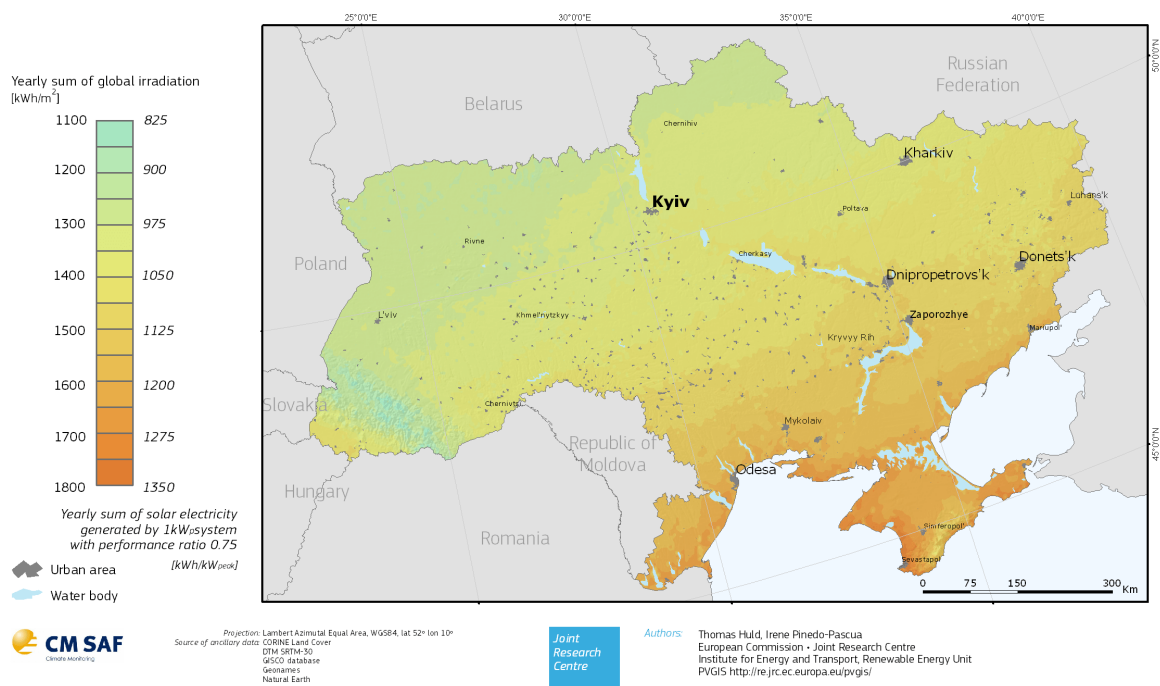 25°0'0"E 30°0'0"E 35°0'0"E 40°0'0"E
50°0'0"N
45°0'0"N
Yearly sum of global irradiation
[kWh/m²]
1100 825
1200 900
1300 975
1400 1050
1500 1125
1600 1200
1700 1275
1800 1350
Yearly sum of solar electricity
generated by 1kWpsystem
with performance ratio 0.75
[kWh/kWpeak]
Urban area
Water body
Belarus
Russian
Federation
Poland
Slovakia
Hungary
Romania
Republic of
Moldova
Chernihiv
Kharkiv
Kyiv
Luhans'k
Poltava
Rivne
Cherkasy
Donets'k
Dnipropetrovs'k
L'viv
Khmel'nytzkyy
Zaporozhye
Mariupol'
Kryvyy Rih
Chernivtsi
Mykolaiv
Odesa
Simferopol'
Sevastapol
0 75 150 300
Km
CM SAF
Climate Monitoring
Projection: Lambert Azimutal Equal Area, WGS84, lat 52º lon 10º
Source of ancillary data: CORINE Land Cover
DTM SRTM-30
GISCO database
Geonames
Natural Earth
Joint
Research
Centre
Authors: Thomas Huld, Irene Pinedo-Pascua
European Commission • Joint Research Centre
Institute for Energy and Transport, Renewable Energy Unit
PVGIS http://re.jrc.ec.europa.eu/pvgis/